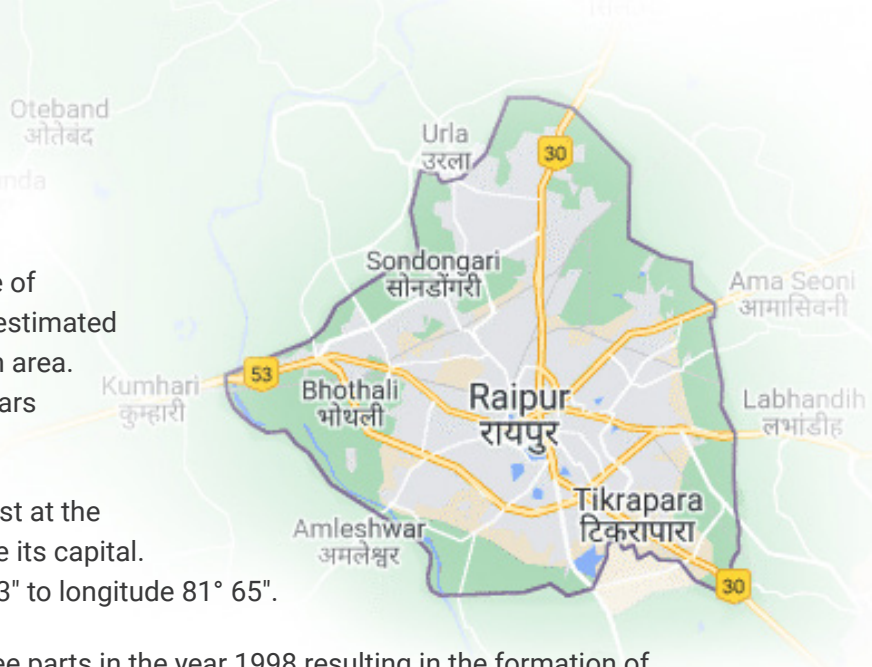 Oteband
ओतेबंद
Urla
उरला
30
e of
Sondongari
सोनडोंगरी
Ama Seoni
आमासिवनी
estimated
area.
53
Kumhari
कुम्हारी
Bhothali
भोथली
Raipur
रायपुर
Labhandih
लभांडीह
ars
st at the
Tikrapara
टिकरापारा
Amleshwar
अमलेश्वर
e its capital.
3" to longitude 81° 65".
30
ee parts in the year 1998 resulting in the formation of